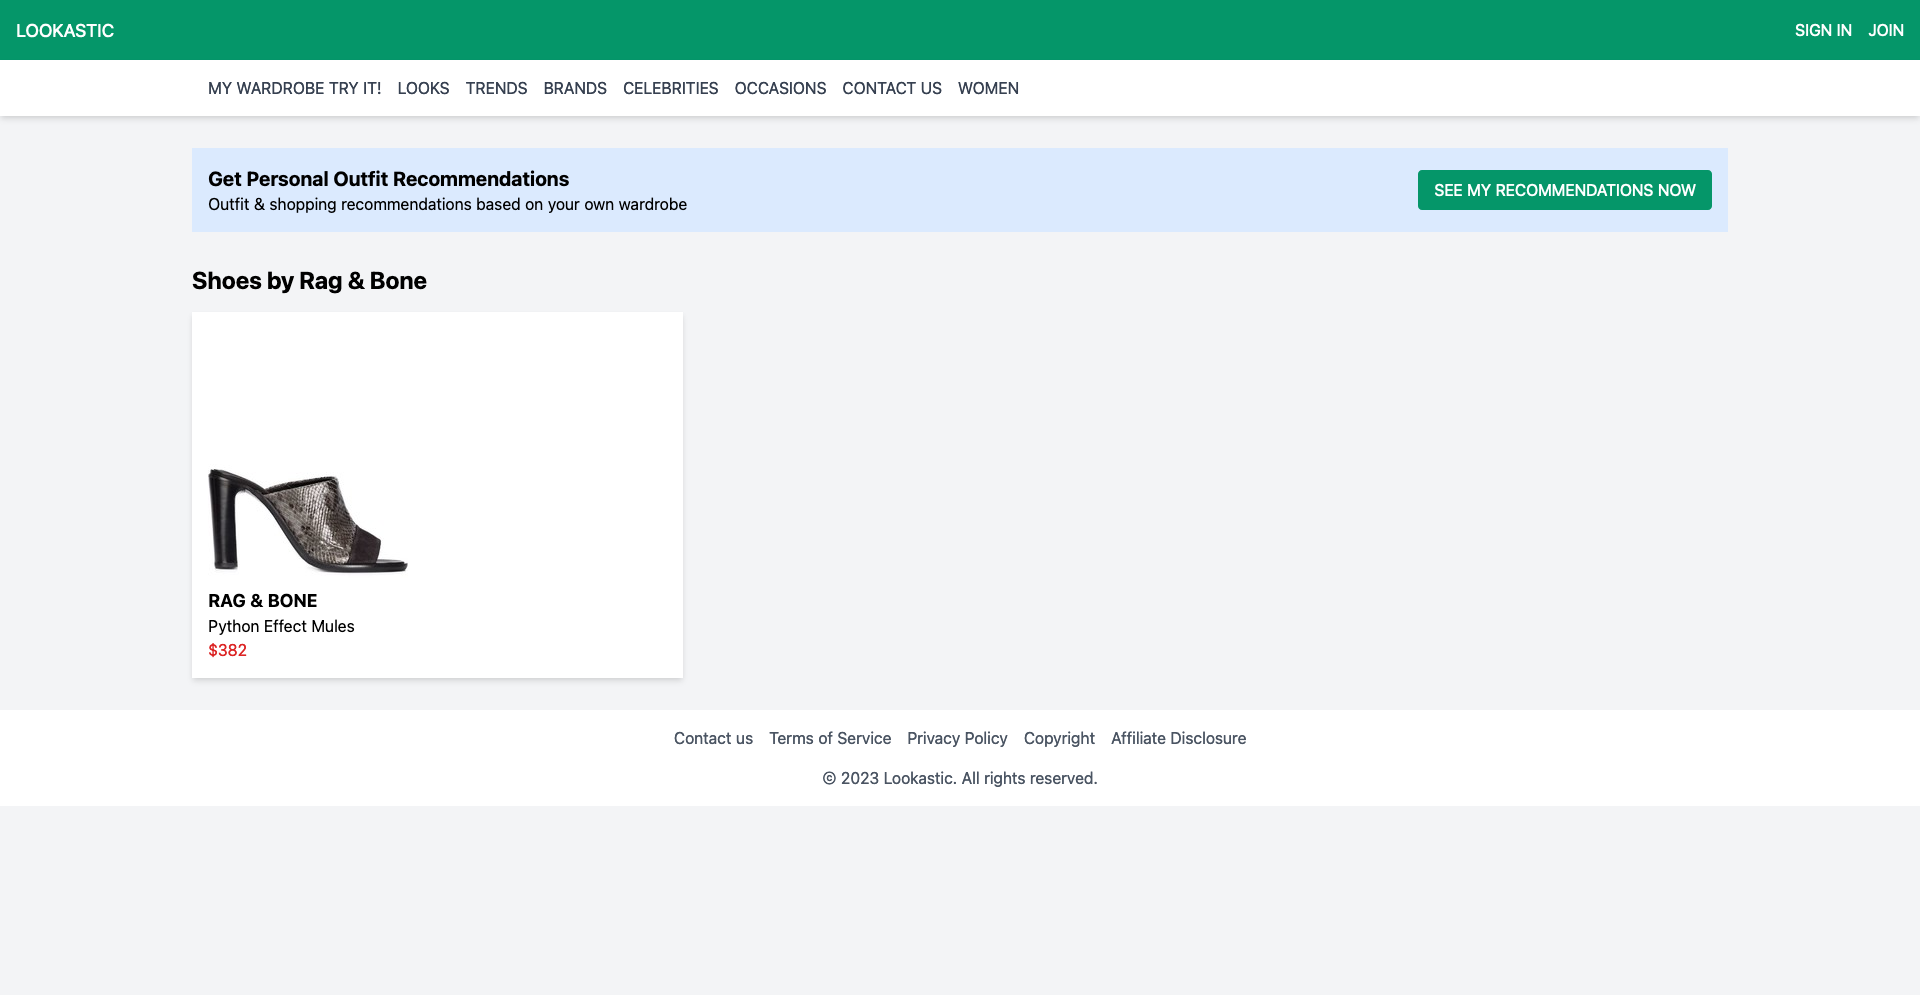 LOOKASTIC
SIGN IN JOIN
MY WARDROBE TRY IT! LOOKS TRENDS BRANDS CELEBRITIES OCCASIONS CONTACT US WOMEN
Get Personal Outfit Recommendations
Outfit & shopping recommendations based on your own wardrobe
SEE MY RECOMMENDATIONS NOW
Shoes by Rag & Bone
RAG & BONE
Python Effect Mules
$382
Contact us Terms of Service Privacy Policy Copyright Affiliate Disclosure
© 2023 Lookastic. All rights reserved.